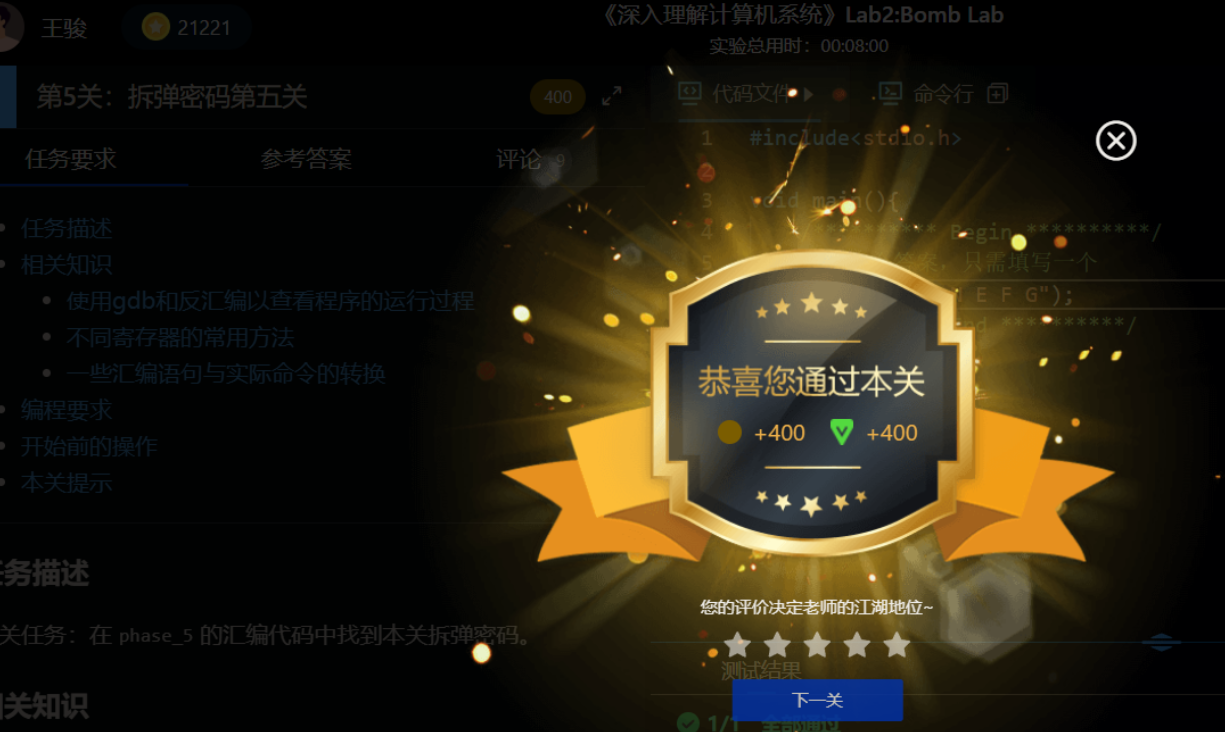 王骏
21221
《深入理解计算机系统》Lab2:Bomb Lab
实验总用时：00:08:00
第5关：拆弹密码第五关
400
代码文件
命令行
任务要求
参考答案
评论 9
1 #include<stdio.h>
2
3 void main(){
4 ********** Begin **********/
5 答案，只需填写一个
E F G");
**********/
任务描述
相关知识
使用gdb和反汇编以查看程序的运行过程
不同寄存器的常用方法
一些汇编语句与实际命令的转换
编程要求
开始前的操作
本关提示
恭喜您通过本关
+400 +400
务描述
关任务：在 phase_5 的汇编代码中找到本关拆弹密码。
关知识
您的评价决定老师的江湖地位~
测试结果
下一关
1/1 全部通过